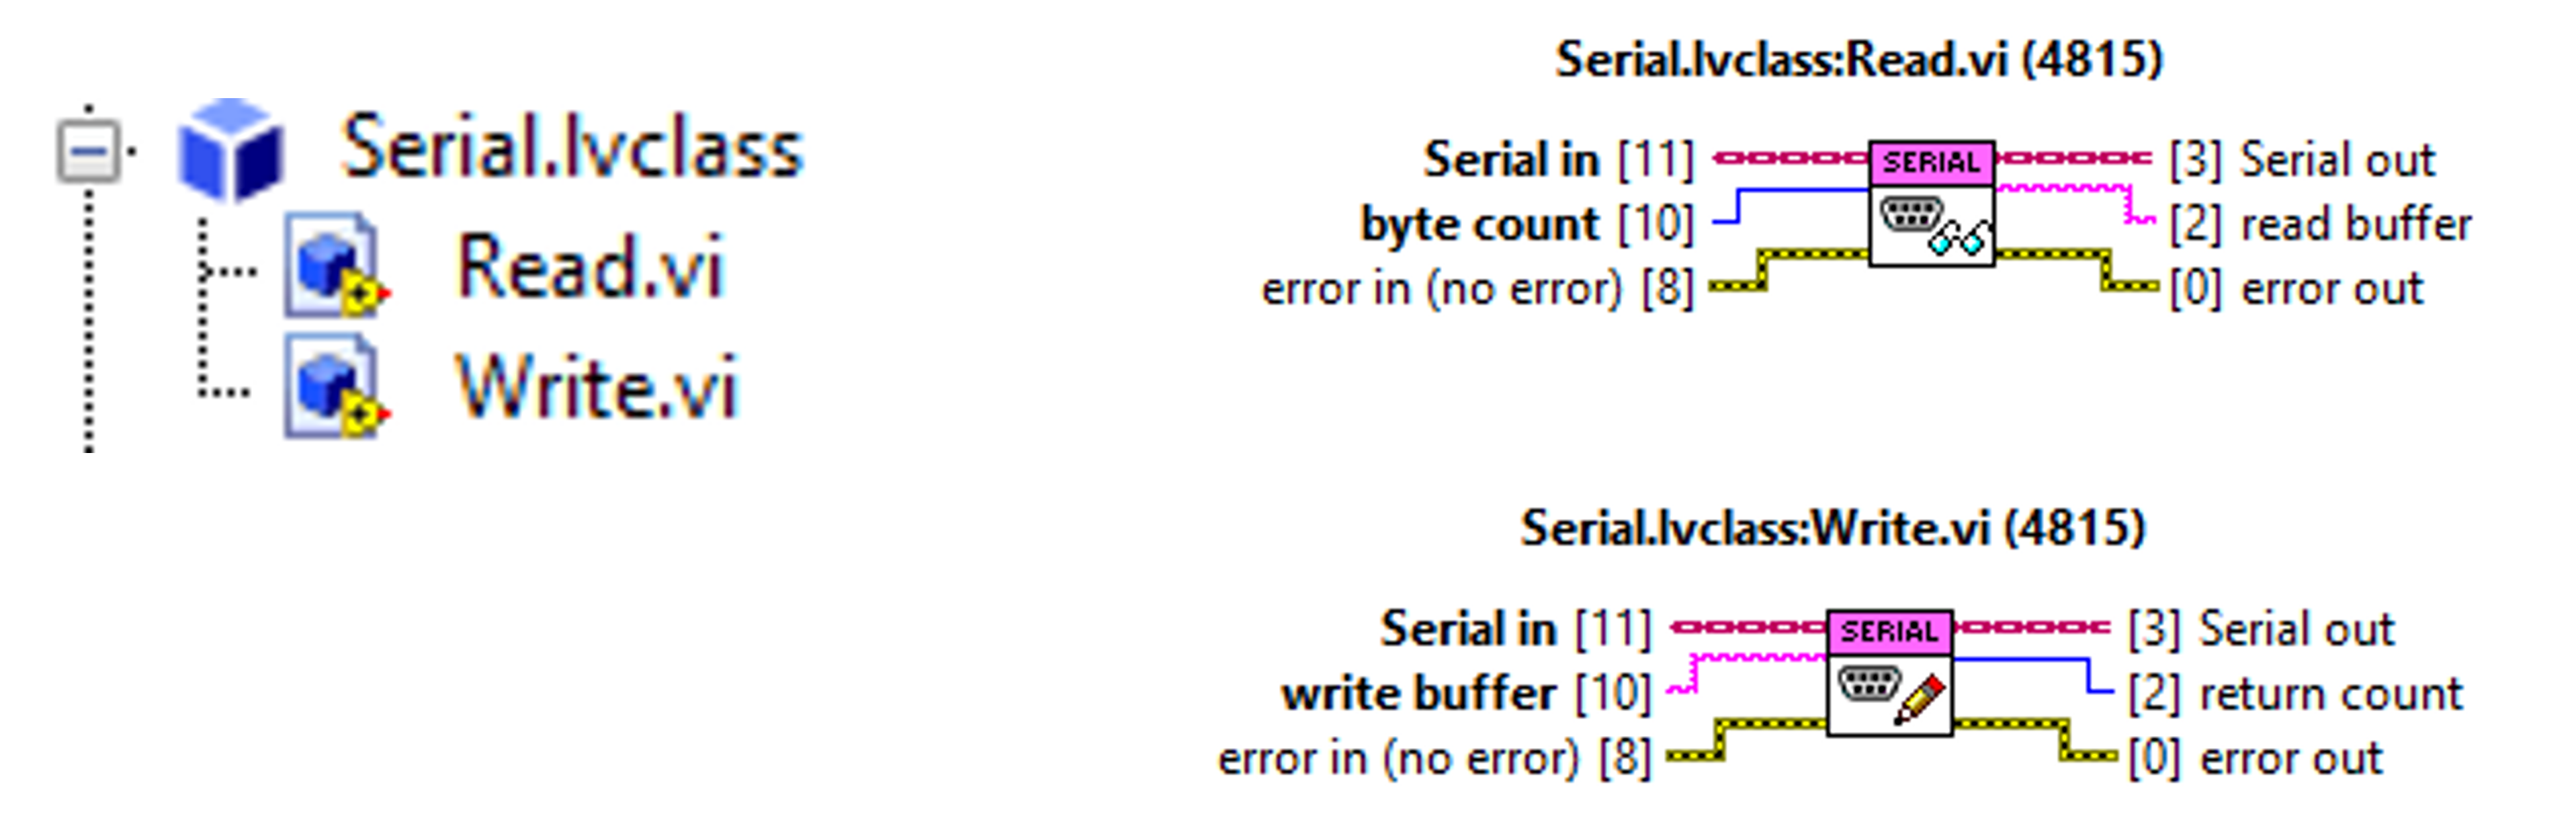 Serial.lvclass
Read.vi
Write.vi
Serial.lvclass:Read.vi (4815)
Serial in [11] SERIAL [3] Serial out
byte count [10] [2] read buffer
error in (no error) [8] [0] error out
Serial.lvclass:Write.vi (4815)
Serial in [11] SERIAL [3] Serial out
write buffer [10] [2] return count
error in (no error) [8] [0] error out